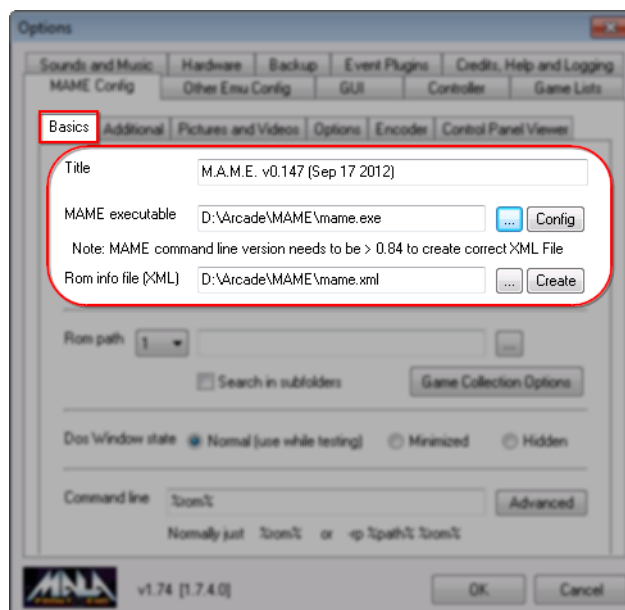 Options
Sounds and Music Hardware Backup Event Plugins Credits, Help and Logging
MAME Config Other Emu Config GUI Controller Game Lists
Basics Additional Pictures and Videos Options Encoder Control Panel Viewer
Title M.A.M.E. v0.147 (Sep 17 2012)
MAME executable D:\Arcade\MAME\mame.exe ... Config
Note: MAME command line version needs to be > 0.84 to create correct XML File
Rom info file (XML) D:\Arcade\MAME\mame.xml ... Create
Rom path 1 ...
Search in subfolders Game Collection Options
Dos Window state Normal (use while testing) Minimized Hidden
Command line %rom% Advanced
Normally just %rom% or -rp %path% %rom%
MALA v1.74 [1.7.4.0] OK Cancel